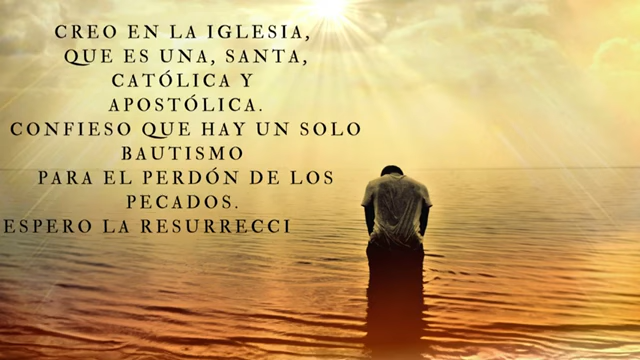 CREO EN LA IGLESIA,
QUE ES UNA, SANTA,
CATÓLICA Y
APOSTÓLICA.
CONFIESO QUE HAY UN SOLO
BAUTISMO
PARA EL PERDÓN DE LOS
PECADOS.
ESPERO LA RESURRECCI